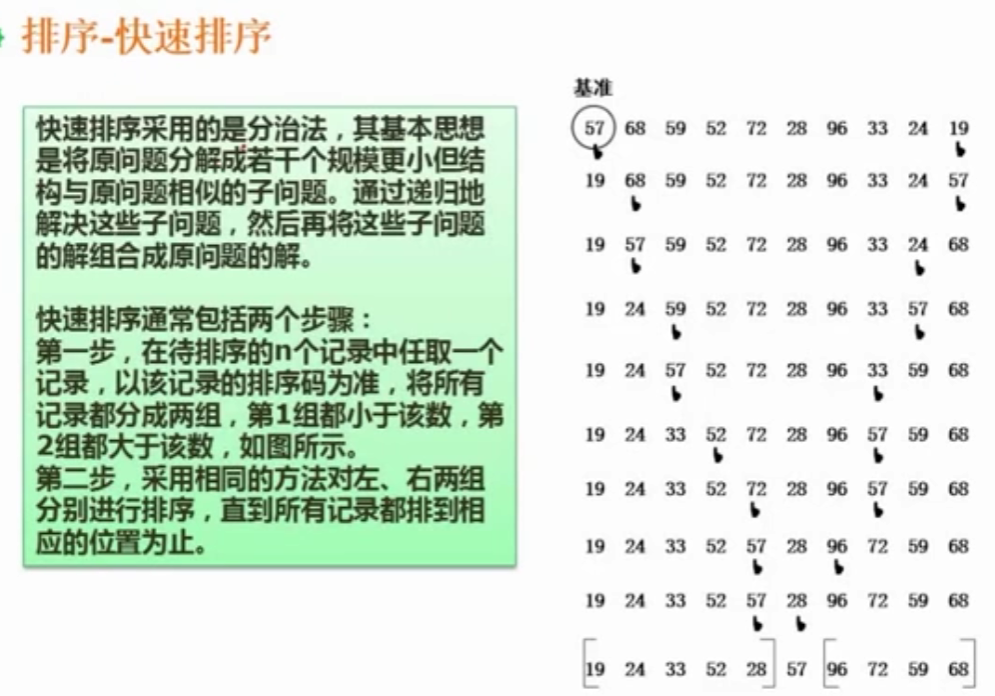 排序-快速排序
快速排序采用的是分治法，其基本思想
是将原问题分解成若干个规模更小但结
构与原问题相似的子问题。通过递归地
解决这些子问题，然后再将这些子问题
的解组合成原问题的解。
快速排序通常包括两个步骤：
第一步，在待排序的n个记录中任取一个
记录，以该记录的排序码为准，将所有
记录都分成两组，第1组都小于该数，第
2组都大于该数，如图所示。
第二步，采用相同的方法对左、右两组
分别进行排序，直到所有记录都排到相
应的位置为止。
基准
57 68 59 52 72 28 96 33 24 19
19 68 59 52 72 28 96 33 24 57
19 57 59 52 72 28 96 33 24 68
19 24 59 52 72 28 96 33 57 68
19 24 57 52 72 28 96 33 59 68
19 24 33 52 72 28 96 57 59 68
19 24 33 52 72 28 96 57 59 68
19 24 33 52 57 28 96 72 59 68
19 24 33 52 57 28 96 72 59 68
[19 24 33 52 28] 57 [96 72 59 68]